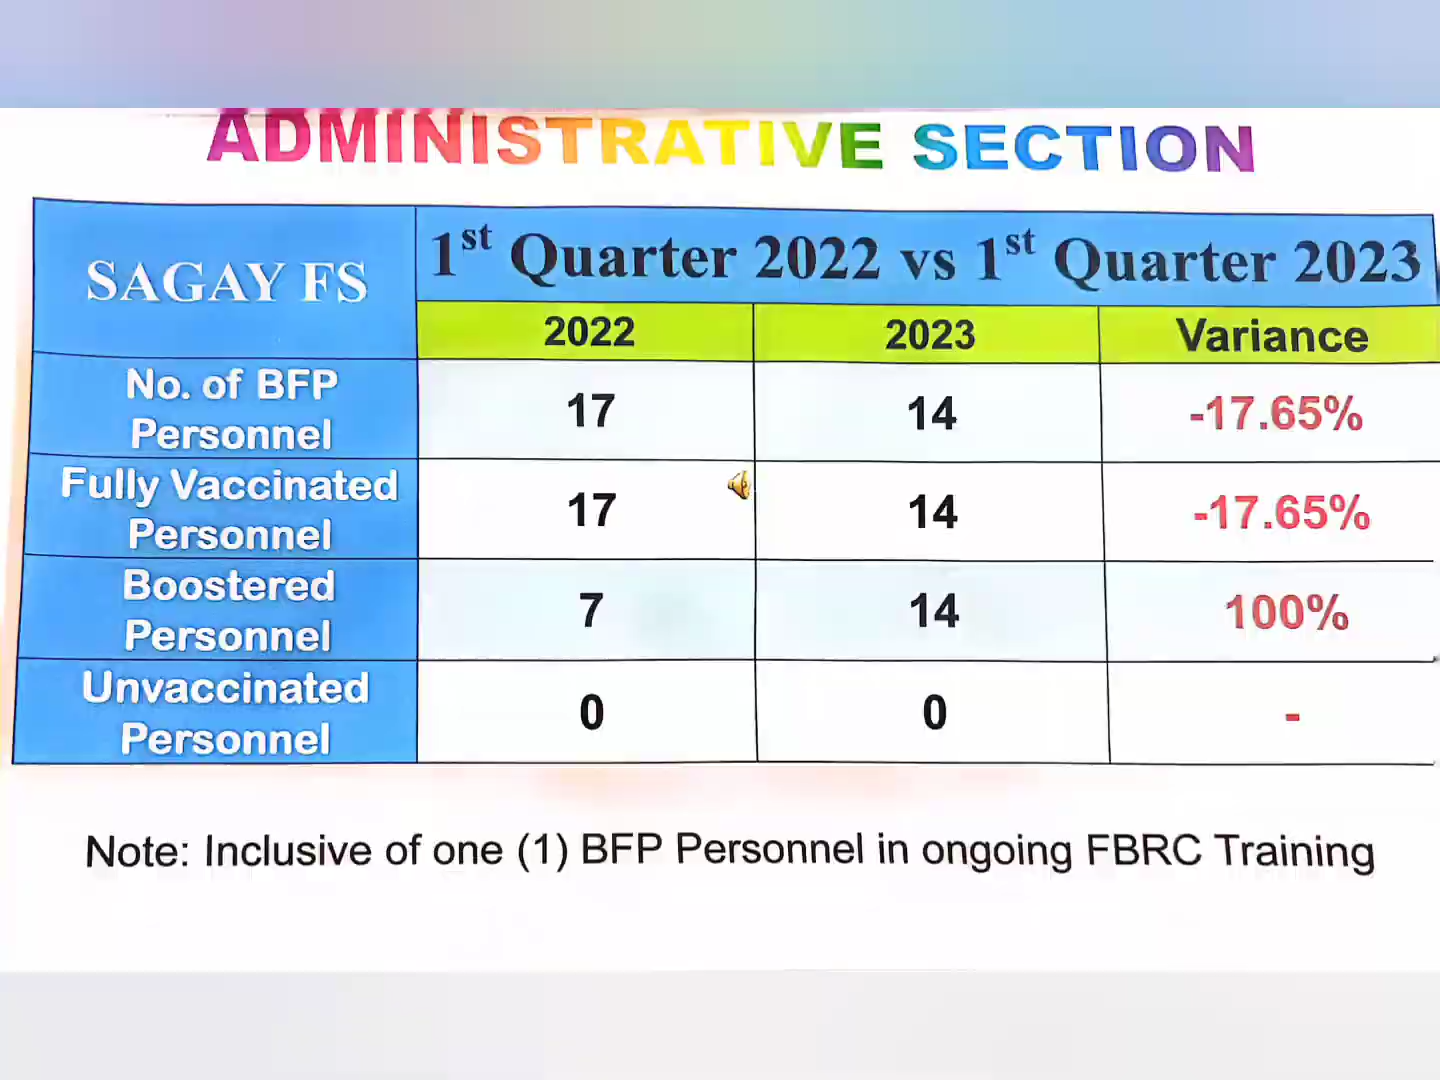 ADMINISTRATIVE SECTION
SAGAY FS
1st Quarter 2022 vs 1st Quarter 2023
2022 2023 Variance
No. of BFP
Personnel
17 14 -17.65%
Fully Vaccinated
Personnel
17 14 -17.65%
Boostered
Personnel
7 14 100%
Unvaccinated
Personnel
0 0 -
Note: Inclusive of one (1) BFP Personnel in ongoing FBRC Training